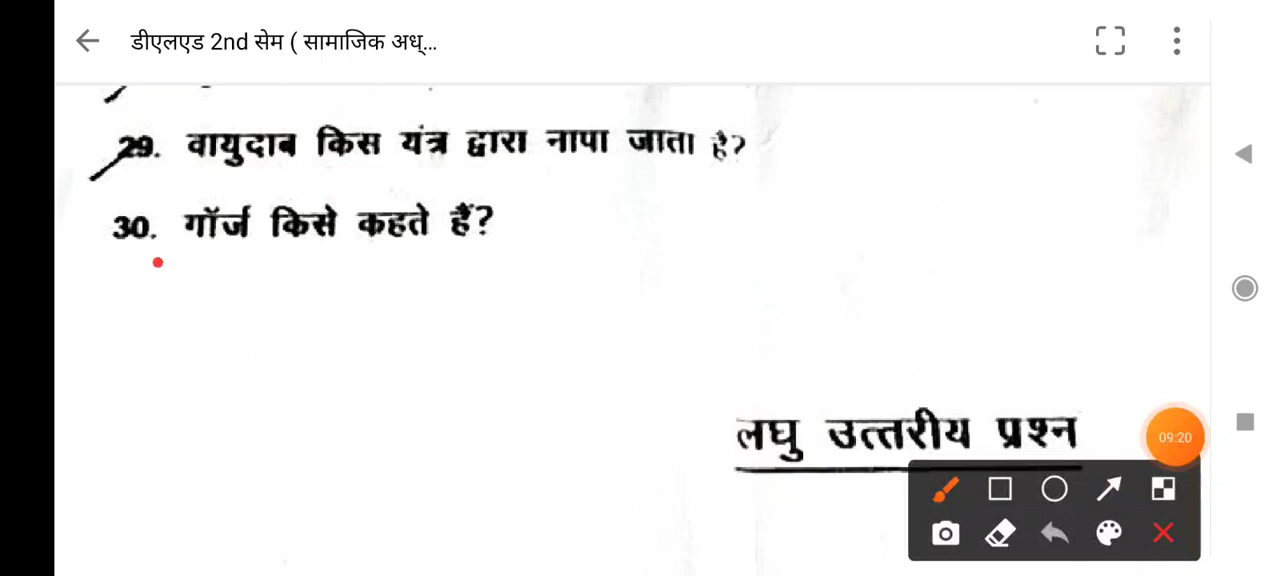 डीएलएड 2nd सेम ( सामाजिक अध्...
29. वायुदाब किस यंत्र द्वारा नापा जाता है?
30. गॉर्ज किसे कहते हैं?
लघु उत्तरीय प्रश्न
09:20